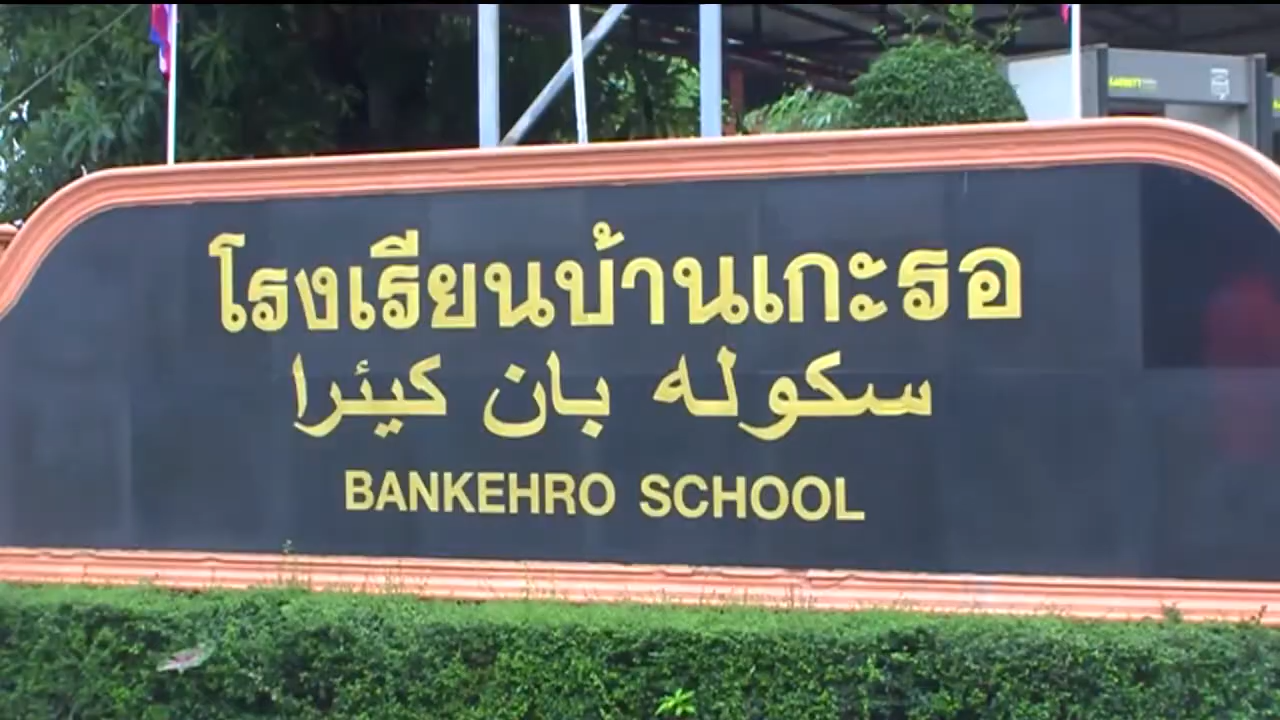 GARRETT
โรงเรียนบ้านเกะรอ
سكوله بان كيئرا
BANKEHRO SCHOOL